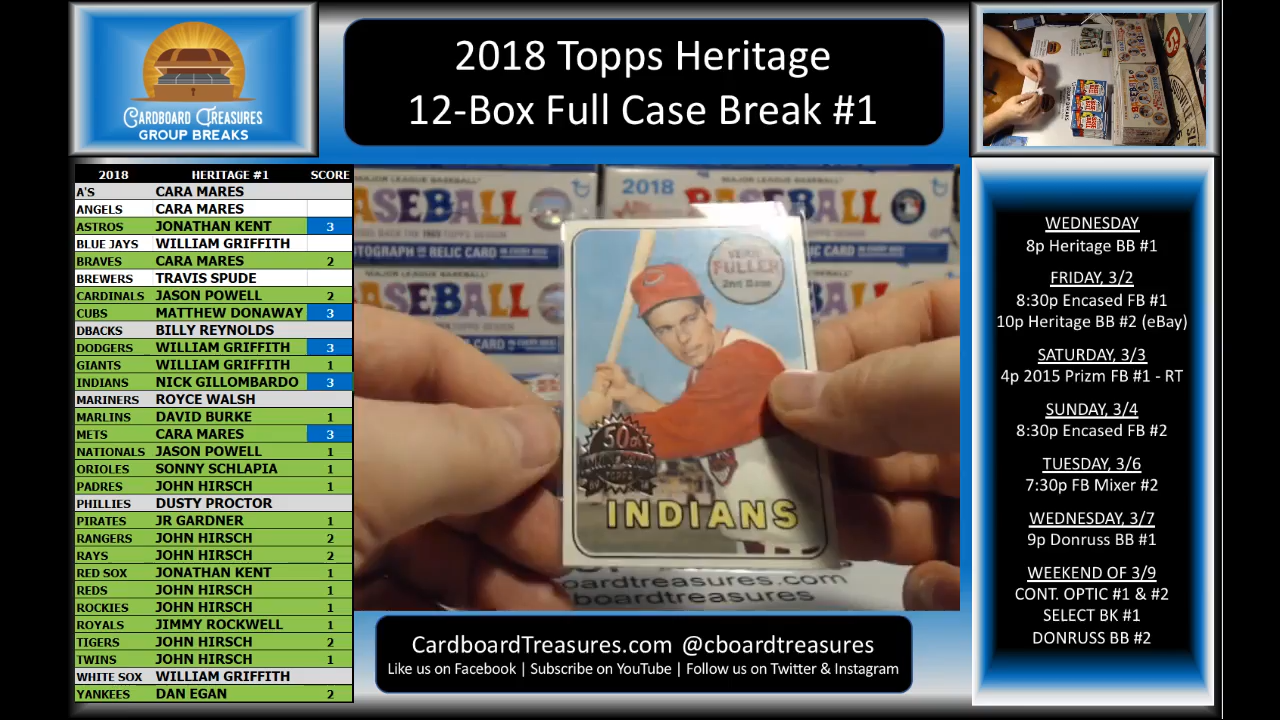 CARDBOARD TREASURES
GROUP BREAKS
2018 Topps Heritage
12-Box Full Case Break #1
2018 HERITAGE #1 SCORE
A'S CARA MARES
ANGELS CARA MARES
ASTROS JONATHAN KENT 3
BLUE JAYS WILLIAM GRIFFITH
BRAVES CARA MARES 2
BREWERS TRAVIS SPUDE
CARDINALS JASON POWELL 2
CUBS MATTHEW DONAWAY 3
DBACKS BILLY REYNOLDS
DODGERS WILLIAM GRIFFITH 3
GIANTS WILLIAM GRIFFITH 1
INDIANS NICK GILLOMBARDO 3
MARINERS ROYCE WALSH
MARLINS DAVID BURKE 1
METS CARA MARES 3
NATIONALS JASON POWELL 1
ORIOLES SONNY SCHLAPIA 1
PADRES JOHN HIRSCH 1
PHILLIES DUSTY PROCTOR
PIRATES JR GARDNER 1
RANGERS JOHN HIRSCH 2
RAYS JOHN HIRSCH 2
RED SOX JONATHAN KENT 1
REDS JOHN HIRSCH 1
ROCKIES JOHN HIRSCH 1
ROYALS JIMMY ROCKWELL 1
TIGERS JOHN HIRSCH 2
TWINS JOHN HIRSCH 1
WHITE SOX WILLIAM GRIFFITH
YANKEES DAN EGAN 2
MAJOR LEAGUE BASEBALL
2018
BASEBALL
FULLER
2nd Base
50th
INDIANS
boardtreasures.com
cboardtreasures
CardboardTreasures.com @cboardtreasures
Like us on Facebook | Subscribe on YouTube | Follow us on Twitter & Instagram
WEDNESDAY
8p Heritage BB #1
FRIDAY, 3/2
8:30p Encased FB #1
10p Heritage BB #2 (eBay)
SATURDAY, 3/3
4p 2015 Prizm FB #1 - RT
SUNDAY, 3/4
8:30p Encased FB #2
TUESDAY, 3/6
7:30p FB Mixer #2
WEDNESDAY, 3/7
9p Donruss BB #1
WEEKEND OF 3/9
CONT. OPTIC #1 & #2
SELECT BK #1
DONRUSS BB #2